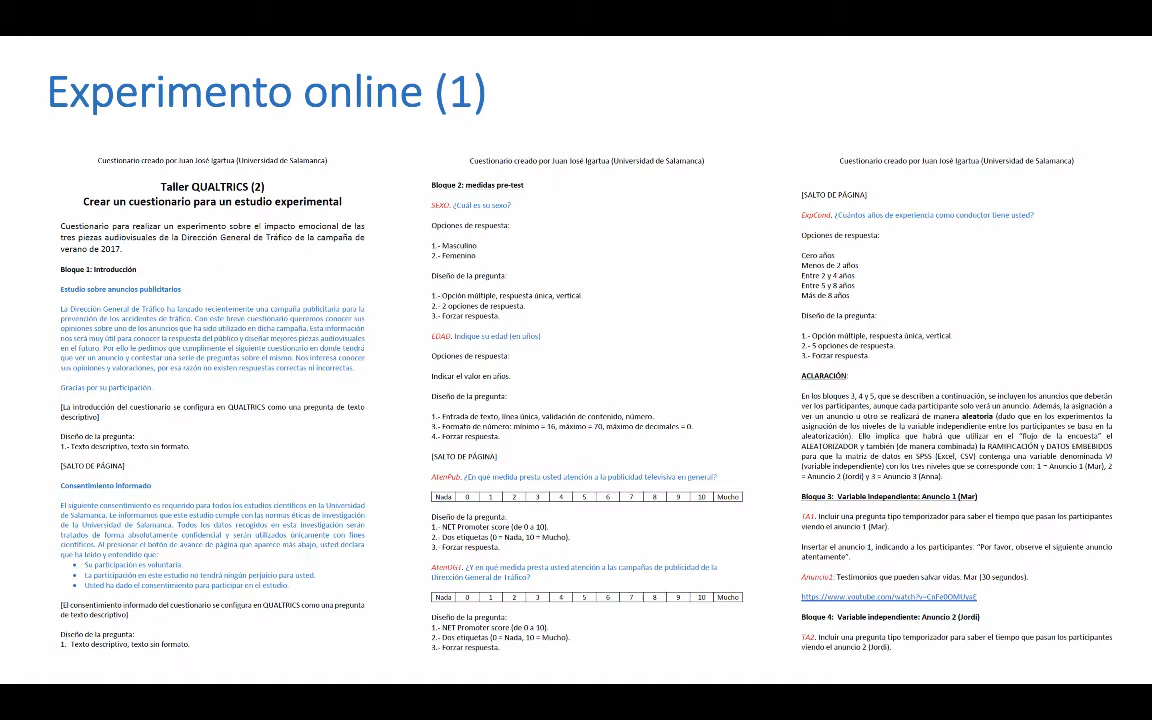 Experimento online (1)
Cuestionario creado por Juan José Igartua (Universidad de Salamanca)
Taller QUALTRICS (2)
Crear un cuestionario para un estudio experimental
Cuestionario para realizar un experimento sobre el impacto emocional de las
tres piezas audiovisuales de la Dirección General de Tráfico de la campaña de
verano de 2017.
Bloque 1: Introducción
Estudio sobre anuncios publicitarios
La Dirección General de Tráfico ha lanzado recientemente una campaña publicitaria para la
prevención de los accidentes de tráfico. Con este breve cuestionario queremos conocer sus
opiniones sobre uno de los anuncios que ha sido utilizado en dicha campaña. Esta información
nos será muy útil para conocer la respuesta del público y diseñar mejores piezas audiovisuales
en el futuro. Por ello le pedimos que cumplimente el siguiente cuestionario en donde tendrá
que ver un anuncio y contestar una serie de preguntas sobre el mismo. Nos interesa conocer
sus opiniones y valoraciones, por esa razón no existen respuestas correctas ni incorrectas.
Gracias por su participación.
[La introducción del cuestionario se configura en QUALTRICS como una pregunta de texto
descriptivo]
Diseño de la pregunta:
1.- Texto descriptivo, texto sin formato.
[SALTO DE PÁGINA]
Consentimiento informado
El siguiente consentimiento es requerido para todos los estudios científicos en la Universidad
de Salamanca. Le informamos que este estudio cumple con las normas éticas de investigación
de la Universidad de Salamanca. Todos los datos recogidos en esta investigación serán
tratados de forma absolutamente confidencial y serán utilizados únicamente con fines
científicos. Al presionar el botón de avance de página que aparece más abajo, usted declara
que ha leído y entendido que:
• Su participación es voluntaria.
• La participación en este estudio no tendrá ningún perjuicio para usted.
• Usted ha dado el consentimiento para participar en el estudio.
[El consentimiento informado del cuestionario se configura en QUALTRICS como una pregunta
de texto descriptivo]
Diseño de la pregunta:
1. Texto descriptivo, texto sin formato.
Cuestionario creado por Juan José Igartua (Universidad de Salamanca)
Bloque 2: medidas pre-test
SEXO. ¿Cuál es su sexo?
Opciones de respuesta:
1.- Masculino
2.- Femenino
Diseño de la pregunta:
1.- Opción múltiple, respuesta única, vertical.
2.- 2 opciones de respuesta.
3.- Forzar respuesta.
EDAD. Indique su edad (en años)
Opciones de respuesta:
Indicar el valor en años.
Diseño de la pregunta:
1.- Entrada de texto, línea única, validación de contenido, número.
3.- Formato de número: mínimo = 16, máximo = 70, máximo de decimales = 0.
4.- Forzar respuesta.
[SALTO DE PÁGINA]
AtenPub. ¿En qué medida presta usted atención a la publicidad televisiva en general?
Nada 0 1 2 3 4 5 6 7 8 9 10 Mucho
Diseño de la pregunta:
1.- NET Promoter score (de 0 a 10).
2.- Dos etiquetas (0 = Nada, 10 = Mucho).
3.- Forzar respuesta.
AtenDGT. ¿Y en qué medida presta usted atención a las campañas de publicidad de la
Dirección General de Tráfico?
Nada 0 1 2 3 4 5 6 7 8 9 10 Mucho
Diseño de la pregunta:
1.- NET Promoter score (de 0 a 10).
2.- Dos etiquetas (0 = Nada, 10 = Mucho).
3.- Forzar respuesta.
Cuestionario creado por Juan José Igartua (Universidad de Salamanca)
[SALTO DE PÁGINA]
ExpCond. ¿Cuántos años de experiencia como conductor tiene usted?
Opciones de respuesta:
Cero años
Menos de 2 años
Entre 2 y 4 años
Entre 5 y 8 años
Más de 8 años
Diseño de la pregunta:
1.- Opción múltiple, respuesta única, vertical.
2.- 5 opciones de respuesta.
3.- Forzar respuesta.
ACLARACIÓN:
En los bloques 3, 4 y 5, que se describen a continuación, se incluyen los anuncios que deberán
ver los participantes, aunque cada participante solo verá un anuncio. Además, la asignación a
ver un anuncio u otro se realizará de manera aleatoria (dado que en los experimentos la
asignación de los niveles de la variable independiente entre los participantes se basa en la
aleatorización). Ello implica que habrá que utilizar en el "flujo de la encuesta" el
ALEATORIZADOR y también (de manera combinada) la RAMIFICACIÓN y DATOS EMBEBIDOS
para que la matriz de datos en SPSS (Excel, CSV) contenga una variable denominada VI
(variable independiente) con los tres niveles que se corresponde con: 1 = Anuncio 1 (Mar), 2
= Anuncio 2 (Jordi) y 3 = Anuncio 3 (Anna).
Bloque 3: Variable independiente: Anuncio 1 (Mar)
TA1. Incluir una pregunta tipo temporizador para saber el tiempo que pasan los participantes
viendo el anuncio 1 (Mar).
Insertar el anuncio 1, indicando a los participantes: "Por favor, observe el siguiente anuncio
atentamente".
Anuncio1: Testimonios que pueden salvar vidas. Mar (30 segundos).
https://www.youtube.com/watch?v=CnFe0OMUyaE
Bloque 4: Variable independiente: Anuncio 2 (Jordi)
TA2. Incluir una pregunta tipo temporizador para saber el tiempo que pasan los participantes
viendo el anuncio 2 (Jordi).